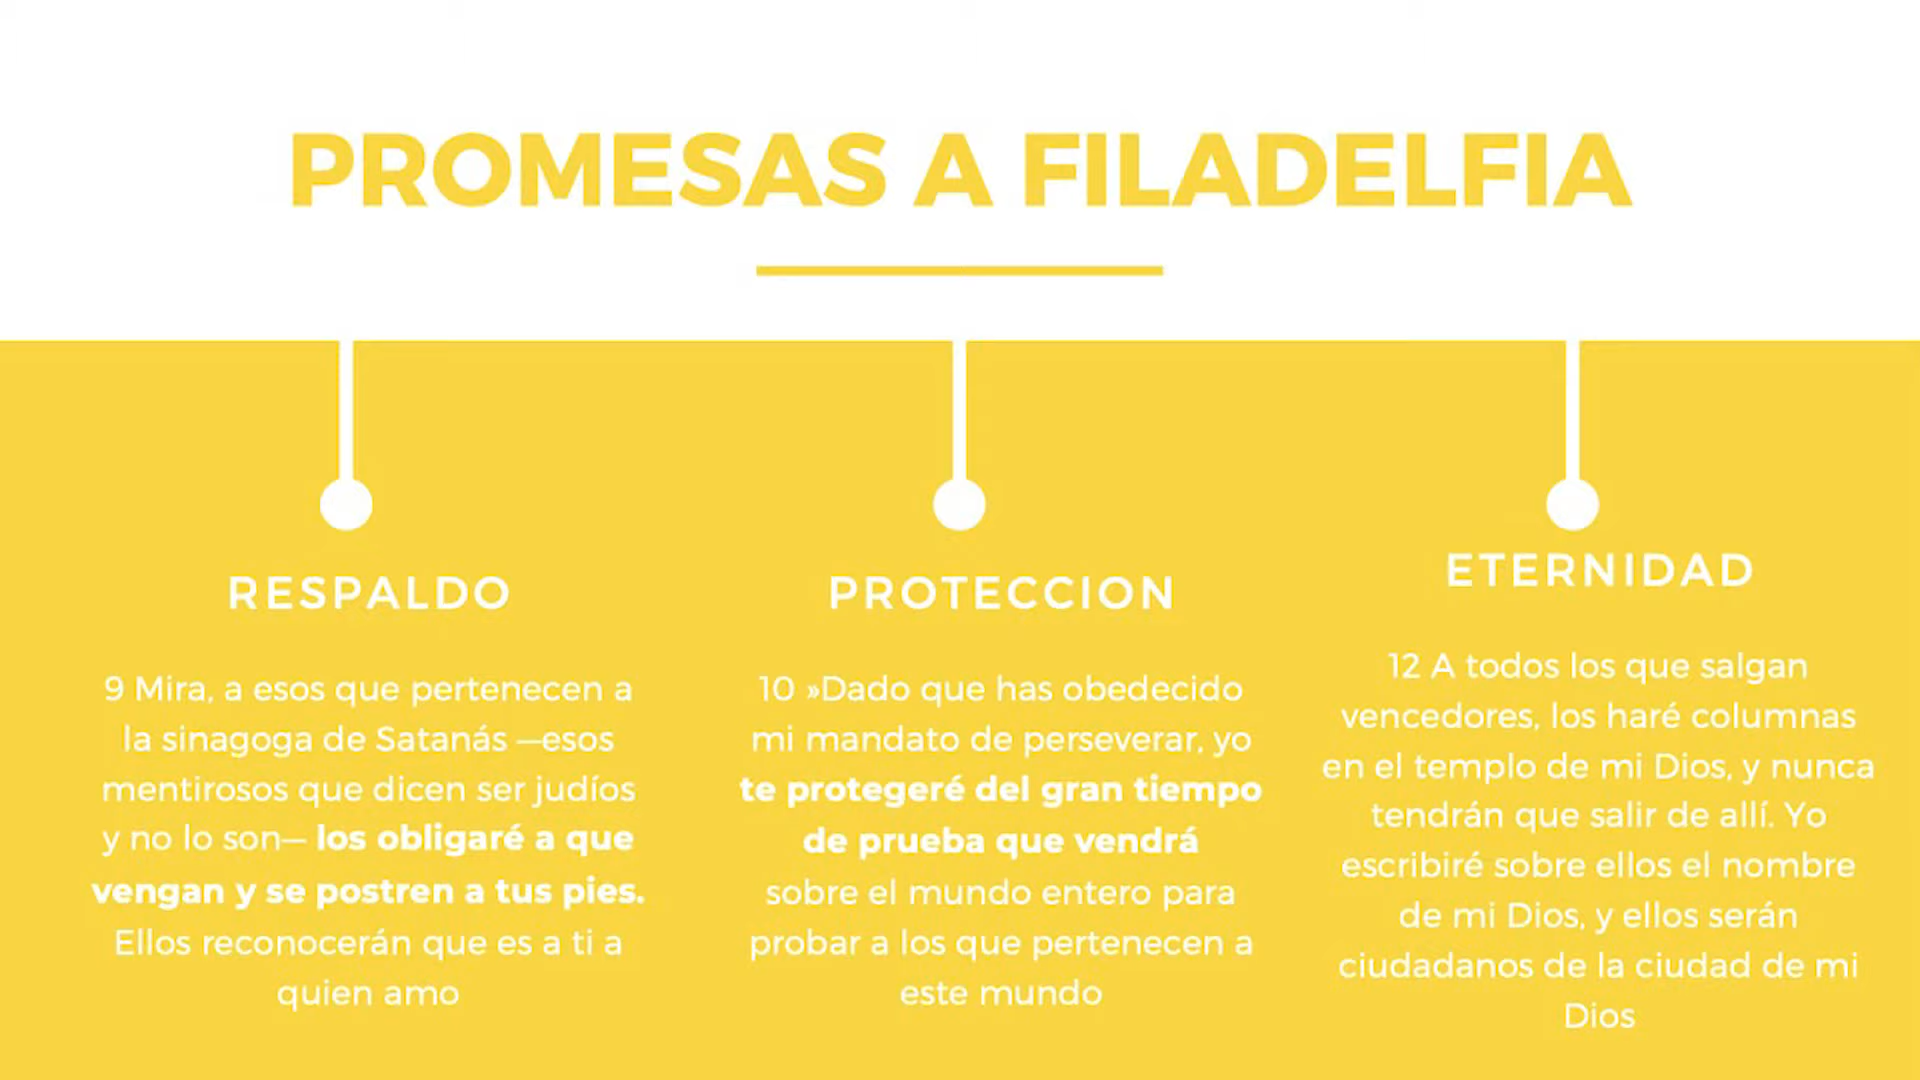 PROMESAS A FILADELFIA
RESPALDO
9 Mira, a esos que pertenecen a
la sinagoga de Satanás —esos
mentirosos que dicen ser judíos
y no lo son— los obligaré a que
vengan y se postren a tus pies.
Ellos reconocerán que es a ti a
quien amo
PROTECCION
10 »Dado que has obedecido
mi mandato de perseverar, yo
te protegeré del gran tiempo
de prueba que vendrá
sobre el mundo entero para
probar a los que pertenecen a
este mundo
ETERNIDAD
12 A todos los que salgan
vencedores, los haré columnas
en el templo de mi Dios, y nunca
tendrán que salir de allí. Yo
escribiré sobre ellos el nombre
de mi Dios, y ellos serán
ciudadanos de la ciudad de mi
Dios